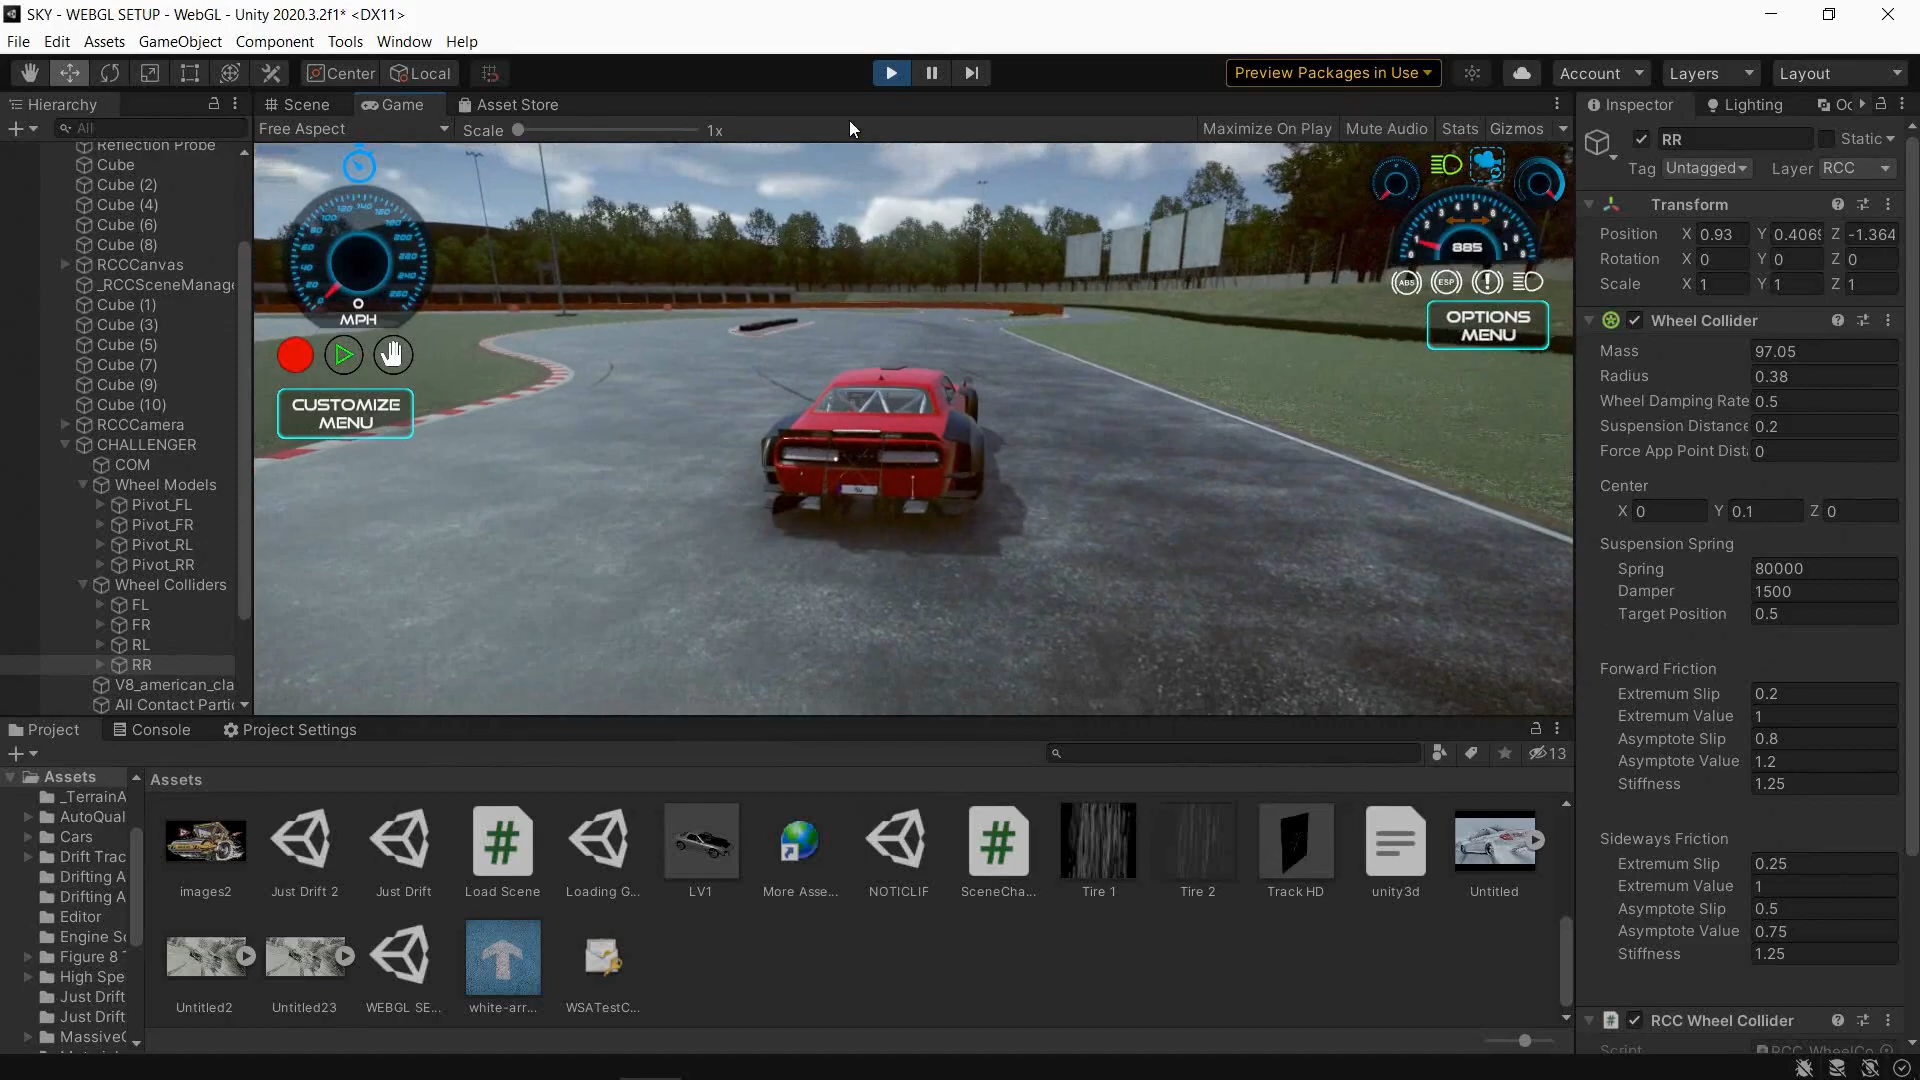 SKY - WEBGL SETUP - WebGL - Unity 2020.3.2f1* <DX11>
File Edit Assets GameObject Component Tools Window Help
Center Local Preview Packages in Use Account Layers Layout
Hierarchy Scene Game Asset Store Inspector Lighting Oc
All Free Aspect Scale 1x Maximize On Play Mute Audio Stats Gizmos
RR Static
Tag Untagged Layer RCC
Reflection Probe
Cube
Cube (2)
Cube (4)
Cube (6)
Cube (8)
RCCCanvas
_RCCSceneManage
Cube (1)
Cube (3)
Cube (5)
Cube (7)
Cube (9)
Cube (10)
RCCCamera
CHALLENGER
COM
Wheel Models
Pivot_FL
Pivot_FR
Pivot_RL
Pivot_RR
Wheel Colliders
FL
FR
RL
RR
V8_american_cla
All Contact Partic
0
MPH
CUSTOMIZE
MENU
885
ABS ESP
OPTIONS
MENU
Transform
Position X 0.93 Y 0.406 Z -1.364
Rotation X 0 Y 0 Z 0
Scale X 1 Y 1 Z 1
Wheel Collider
Mass 97.05
Radius 0.38
Wheel Damping Rate 0.5
Suspension Distance 0.2
Force App Point Dist 0
Center
X 0 Y 0.1 Z 0
Suspension Spring
Spring 80000
Damper 1500
Target Position 0.5
Forward Friction
Extremum Slip 0.2
Extremum Value 1
Asymptote Slip 0.8
Asymptote Value 1.2
Stiffness 1.25
Sideways Friction
Extremum Slip 0.25
Extremum Value 1
Asymptote Slip 0.5
Asymptote Value 0.75
Stiffness 1.25
RCC Wheel Collider
Script
Project Console Project Settings
13
Assets
_TerrainA
AutoQual
Cars
Drift Trac
Drifting A
Drifting A
Editor
Engine So
Figure 8 T
High Spe
Just Drift
Just Drift
Massive
Assets
images2 Just Drift 2 Just Drift Load Scene Loading G... LV1 More Asse... NOTICLIF SceneCha... Tire 1 Tire 2 Track HD unity3d Untitled
Untitled2 Untitled23 WEBGL SE... white-arr... WSATestC...